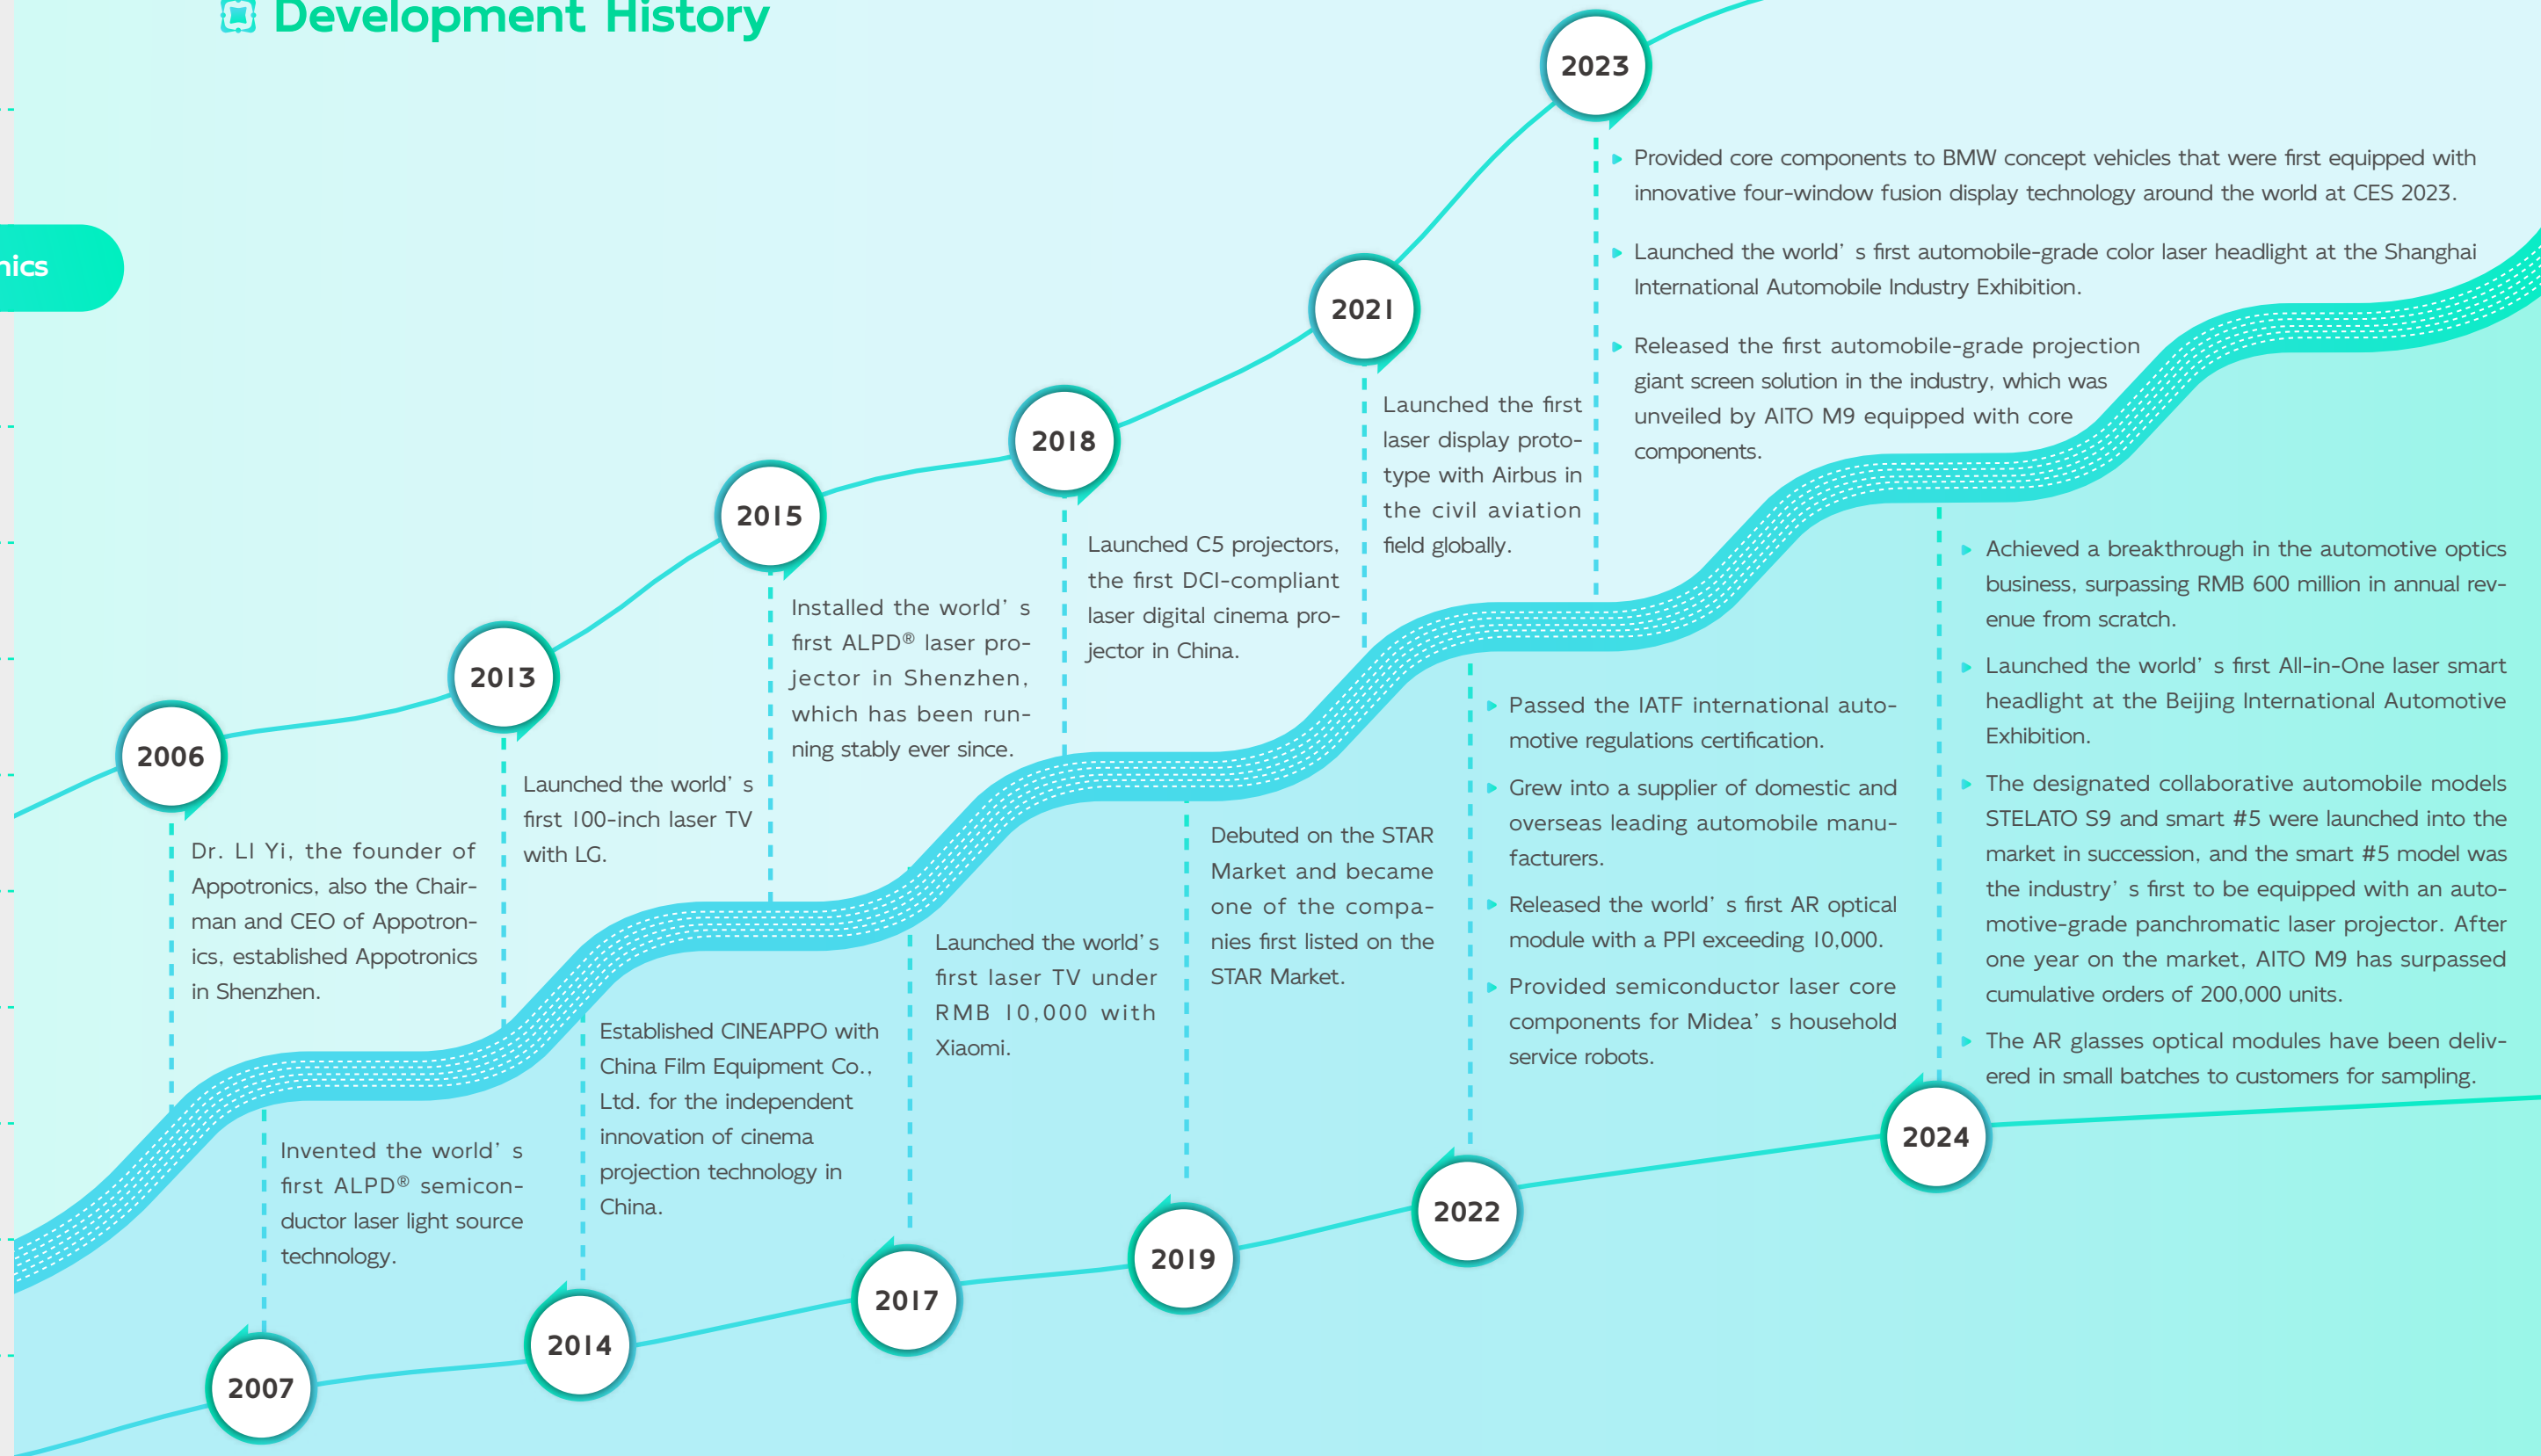 Development History
nics
2006
Dr. LI Yi, the founder of
Appotronics, also the Chair-
man and CEO of Appotron-
ics, established Appotronics
in Shenzhen.
2007
Invented the world’ s
first ALPD® semicon-
ductor laser light source
technology.
2013
Launched the world’ s
first 100-inch laser TV
with LG.
2014
Established CINEAPPO with
China Film Equipment Co.,
Ltd. for the independent
innovation of cinema
projection technology in
China.
2015
Installed the world’ s
first ALPD® laser pro-
jector in Shenzhen,
which has been run-
ning stably ever since.
2017
Launched the world’s
first laser TV under
RMB 10,000 with
Xiaomi.
2018
Launched C5 projectors,
the first DCI-compliant
laser digital cinema pro-
jector in China.
2019
Debuted on the STAR
Market and became
one of the compa-
nies first listed on the
STAR Market.
2021
Launched the first
laser display proto-
type with Airbus in
the civil aviation
field globally.
2022
Passed the IATF international auto-
motive regulations certification.
Grew into a supplier of domestic and
overseas leading automobile manu-
facturers.
Released the world’ s first AR optical
module with a PPI exceeding 10,000.
Provided semiconductor laser core
components for Midea’ s household
service robots.
2023
Provided core components to BMW concept vehicles that were first equipped with
innovative four-window fusion display technology around the world at CES 2023.
Launched the world’ s first automobile-grade color laser headlight at the Shanghai
International Automobile Industry Exhibition.
Released the first automobile-grade projection
giant screen solution in the industry, which was
unveiled by AITO M9 equipped with core
components.
2024
Achieved a breakthrough in the automotive optics
business, surpassing RMB 600 million in annual rev-
enue from scratch.
Launched the world’ s first All-in-One laser smart
headlight at the Beijing International Automotive
Exhibition.
The designated collaborative automobile models
STELATO S9 and smart #5 were launched into the
market in succession, and the smart #5 model was
the industry’ s first to be equipped with an auto-
motive-grade panchromatic laser projector. After
one year on the market, AITO M9 has surpassed
cumulative orders of 200,000 units.
The AR glasses optical modules have been deliv-
ered in small batches to customers for sampling.